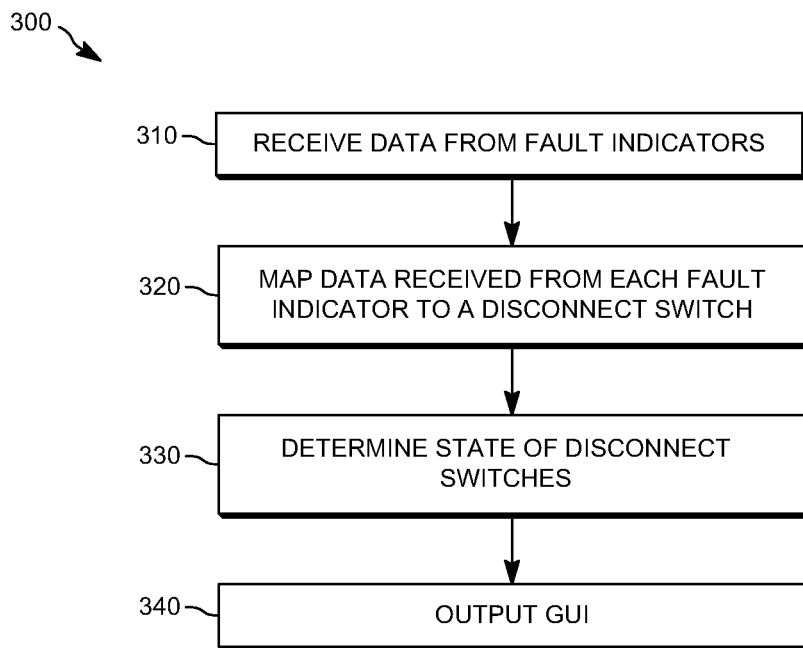 300
310
RECEIVE DATA FROM FAULT INDICATORS
320
MAP DATA RECEIVED FROM EACH FAULT
INDICATOR TO A DISCONNECT SWITCH
330
DETERMINE STATE OF DISCONNECT
SWITCHES
340
OUTPUT GUI